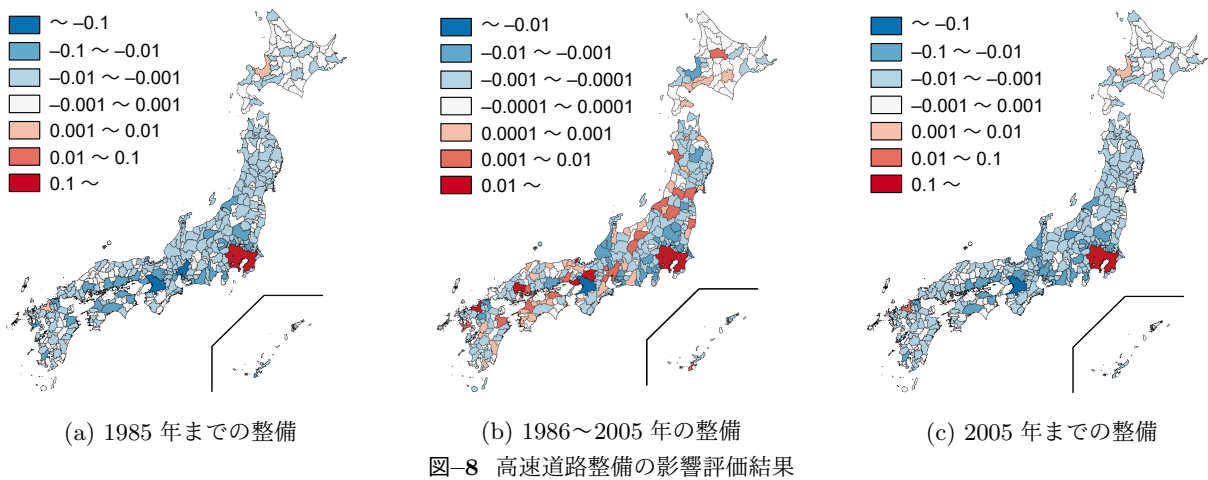 ～ –0.1
–0.1 ～ –0.01
–0.01 ～ –0.001
–0.001 ～ 0.001
0.001 ～ 0.01
0.01 ～ 0.1
0.1 ～
(a) 1985 年までの整備
～ –0.01
–0.01 ～ –0.001
–0.001 ～ –0.0001
–0.0001 ～ 0.0001
0.0001 ～ 0.001
0.001 ～ 0.01
0.01 ～
(b) 1986～2005 年の整備
～ –0.1
–0.1 ～ –0.01
–0.01 ～ –0.001
–0.001 ～ 0.001
0.001 ～ 0.01
0.01 ～ 0.1
0.1 ～
(c) 2005 年までの整備
図–8 高速道路整備の影響評価結果